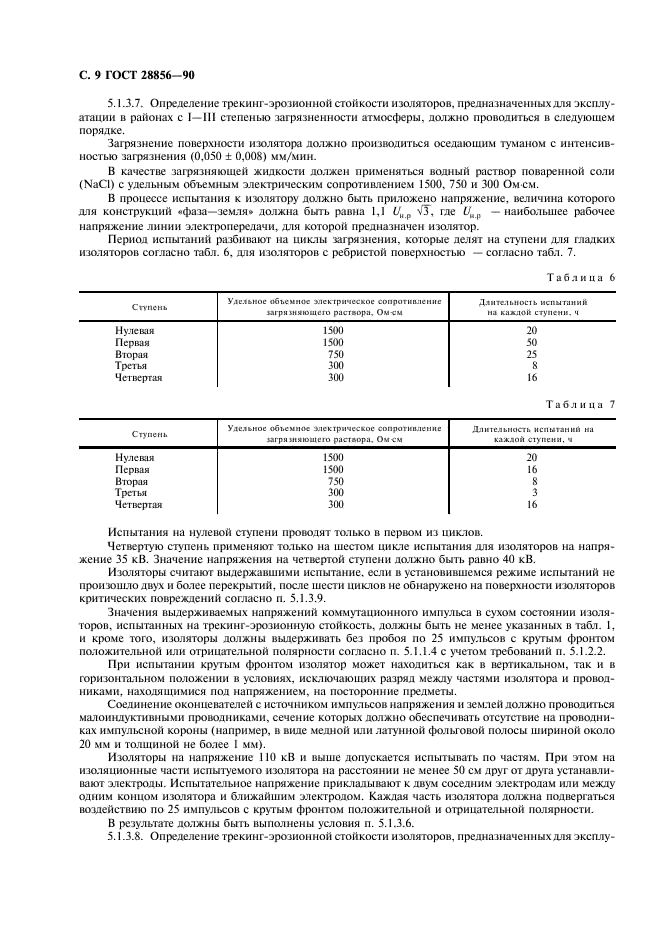 С. 9 ГОСТ 28856—90
5.1.3.7. Определение трекинг-эрозионной стойкости изоляторов, предназначенных для эксплу-
атации в районах с I—III степенью загрязненности атмосферы, должно проводиться в следующем
порядке.
Загрязнение поверхности изолятора должно производиться оседающим туманом с интенсив-
ностью загрязнения (0,050 ± 0,008) мм/мин.
В качестве загрязняющей жидкости должен применяться водный раствор поваренной соли
(NaCl) с удельным объемным электрическим сопротивлением 1500, 750 и 300 Ом·см.
В процессе испытания к изолятору должно быть приложено напряжение, величина которого
для конструкций «фаза—земля» должна быть равна 1,1 Uн.р √3, где Uн.р — наибольшее рабочее
напряжение линии электропередачи, для которой предназначен изолятор.
Период испытаний разбивают на циклы загрязнения, которые делят на ступени для гладких
изоляторов согласно табл. 6, для изоляторов с ребристой поверхностью — согласно табл. 7.
Таблица 6
Ступень Удельное объемное электрическое сопротивление Длительность испытаний
загрязняющего раствора, Ом·см на каждой ступени, ч
Нулевая 1500 20
Первая 1500 50
Вторая 750 25
Третья 300 8
Четвертая 300 16
Таблица 7
Ступень Удельное объемное электрическое сопротивление Длительность испытаний на
загрязняющего раствора, Ом·см каждой ступени, ч
Нулевая 1500 20
Первая 1500 16
Вторая 750 8
Третья 300 3
Четвертая 300 16
Испытания на нулевой ступени проводят только в первом из циклов.
Четвертую ступень применяют только на шестом цикле испытания для изоляторов на напря-
жение 35 кВ. Значение напряжения на четвертой ступени должно быть равно 40 кВ.
Изоляторы считают выдержавшими испытание, если в установившемся режиме испытаний не
произошло двух и более перекрытий, после шести циклов не обнаружено на поверхности изоляторов
критических повреждений согласно п. 5.1.3.9.
Значения выдерживаемых напряжений коммутационного импульса в сухом состоянии изоля-
торов, испытанных на трекинг-эрозионную стойкость, должны быть не менее указанных в табл. 1,
и кроме того, изоляторы должны выдерживать без пробоя по 25 импульсов с крутым фронтом
положительной или отрицательной полярности согласно п. 5.1.1.4 с учетом требований п. 5.1.2.2.
При испытании крутым фронтом изолятор может находиться как в вертикальном, так и в
горизонтальном положении в условиях, исключающих разряд между частями изолятора и провод-
никами, находящимися под напряжением, на посторонние предметы.
Соединение оконцевателей с источником импульсов напряжения и землей должно проводиться
малоиндуктивными проводниками, сечение которых должно обеспечивать отсутствие на проводни-
ках импульсной короны (например, в виде медной или латунной фольговой полосы шириной около
20 мм и толщиной не более 1 мм).
Изоляторы на напряжение 110 кВ и выше допускается испытывать по частям. При этом на
изоляционные части испытуемого изолятора на расстоянии не менее 50 см друг от друга устанавли-
вают электроды. Испытательное напряжение прикладывают к двум соседним электродам или между
одним концом изолятора и ближайшим электродом. Каждая часть изолятора должна подвергаться
воздействию по 25 импульсов с крутым фронтом положительной и отрицательной полярности.
В результате должны быть выполнены условия п. 5.1.3.6.
5.1.3.8. Определение трекинг-эрозионной стойкости изоляторов, предназначенных для эксплу-